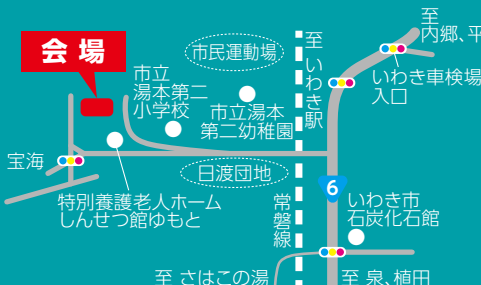 至
内郷、平
会場
市民運動場
至いわき駅
市立
湯本第二
小学校
いわき車検場
入口
市立湯本
第二幼稚園
宝海
日渡団地
特別養護老人ホーム
しんせつ館ゆもと
常磐線
6
いわき市
石炭化石館
至 さはこの湯
至 泉、植田